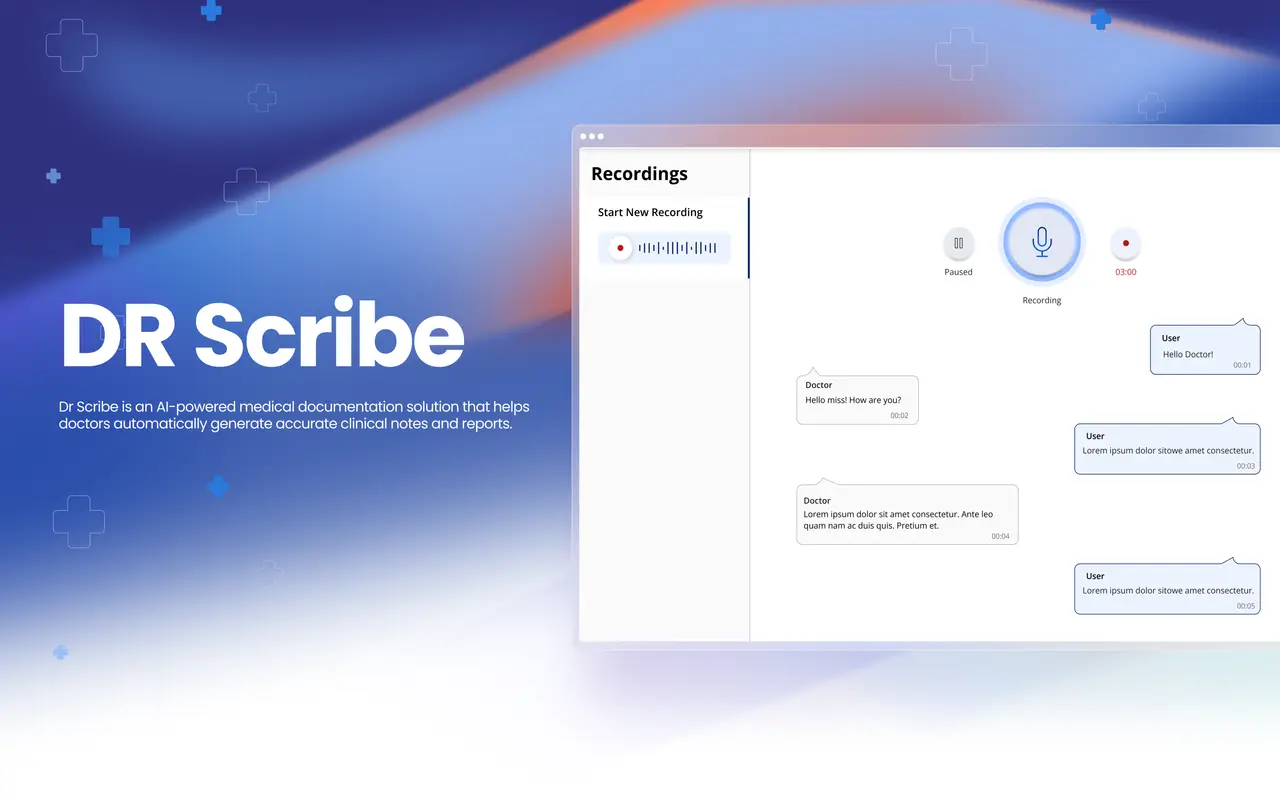 DR Scribe
Dr Scribe is an AI-powered medical documentation solution that helps
doctors automatically generate accurate clinical notes and reports.
Recordings
Start New Recording
Paused
Recording
03:00
User
Hello Doctor!
00:01
Doctor
Hello miss! How are you?
00:02
User
Lorem ipsum dolor sitowe amet consectetur.
00:03
Doctor
Lorem ipsum dolor sit amet consectetur. Ante leo
quam nam ac duis quis. Pretium et.
00:04
User
Lorem ipsum dolor sitowe amet consectetur.
00:05